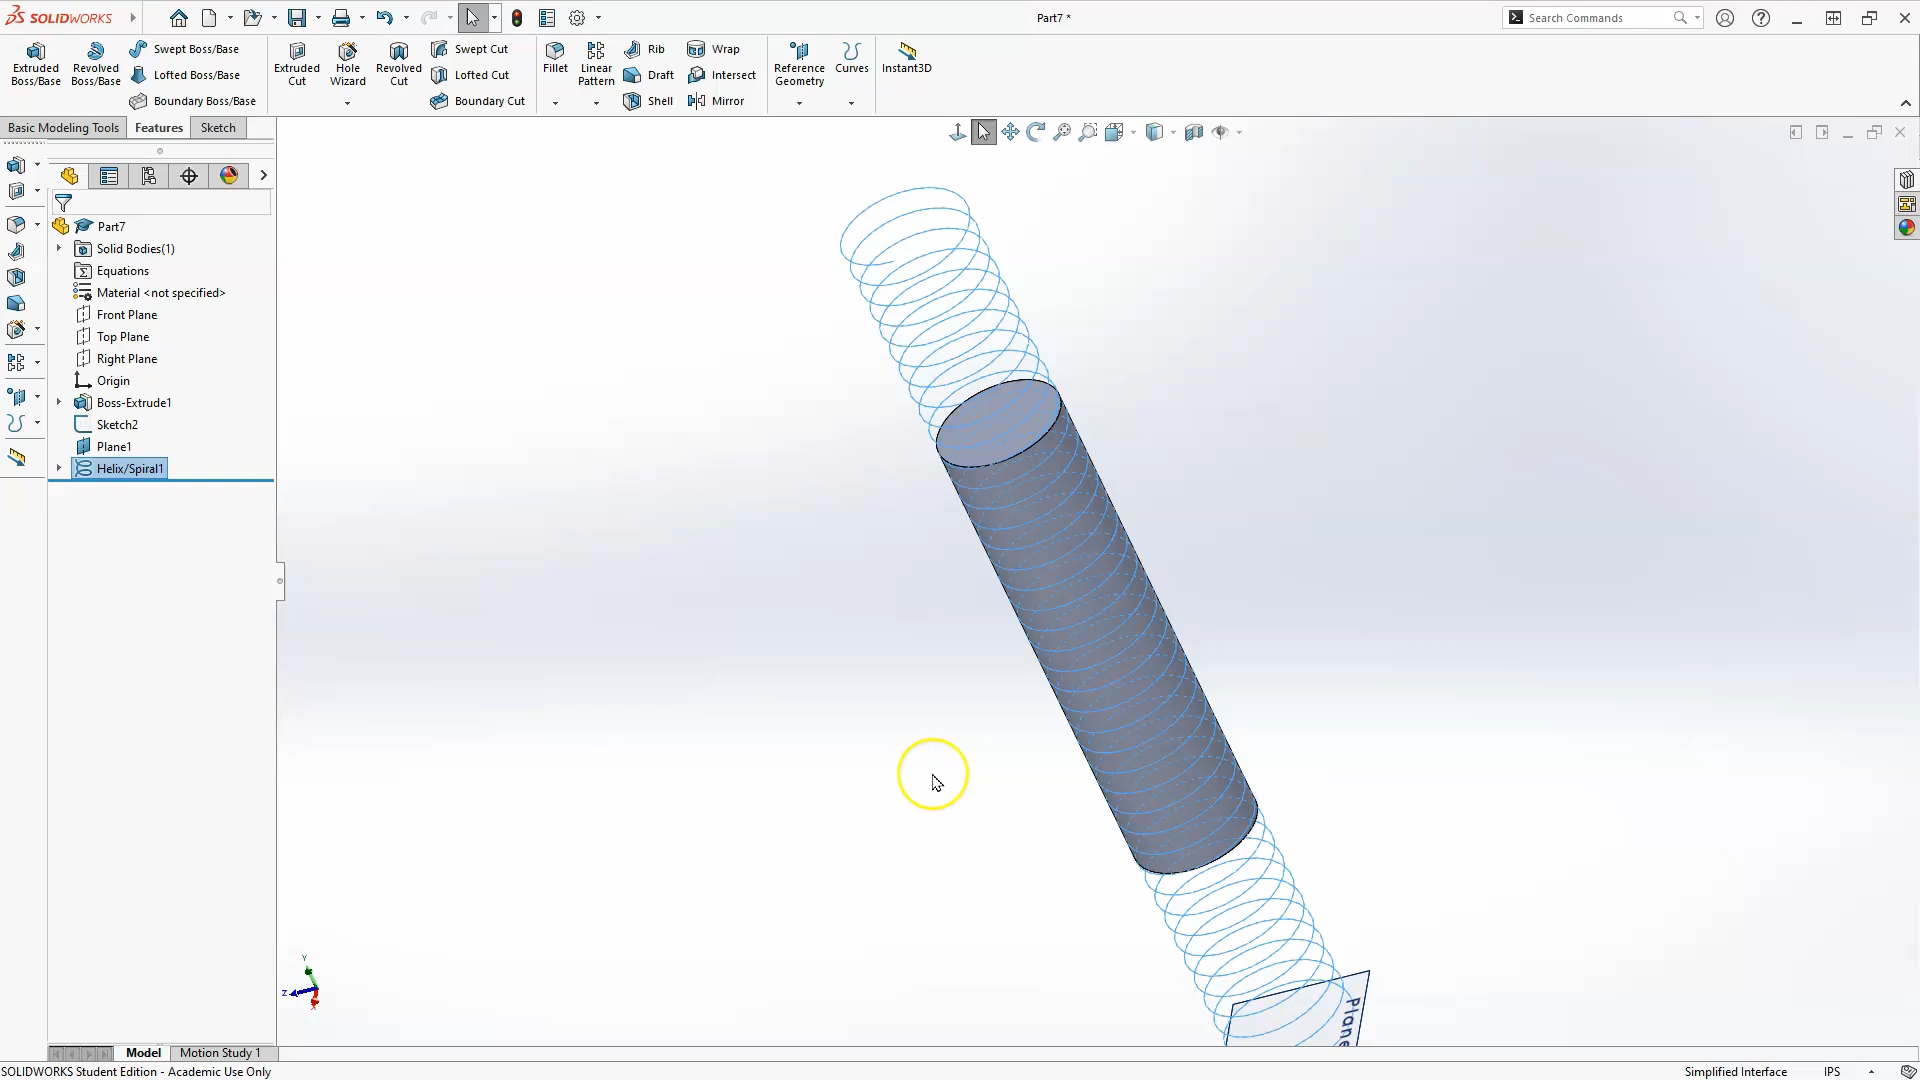 SOLIDWORKS
Part7 *
Search Commands
Extruded Boss/Base
Revolved Boss/Base
Swept Boss/Base
Lofted Boss/Base
Boundary Boss/Base
Extruded Cut
Hole Wizard
Revolved Cut
Swept Cut
Lofted Cut
Boundary Cut
Fillet
Linear Pattern
Rib
Draft
Shell
Wrap
Intersect
Mirror
Reference Geometry
Curves
Instant3D
Basic Modeling Tools
Features
Sketch
Part7
Solid Bodies(1)
Equations
Material <not specified>
Front Plane
Top Plane
Right Plane
Origin
Boss-Extrude1
Sketch2
Plane1
Helix/Spiral1
Plane
Y
Z
X
Model
Motion Study 1
SOLIDWORKS Student Edition - Academic Use Only
Simplified Interface
IPS